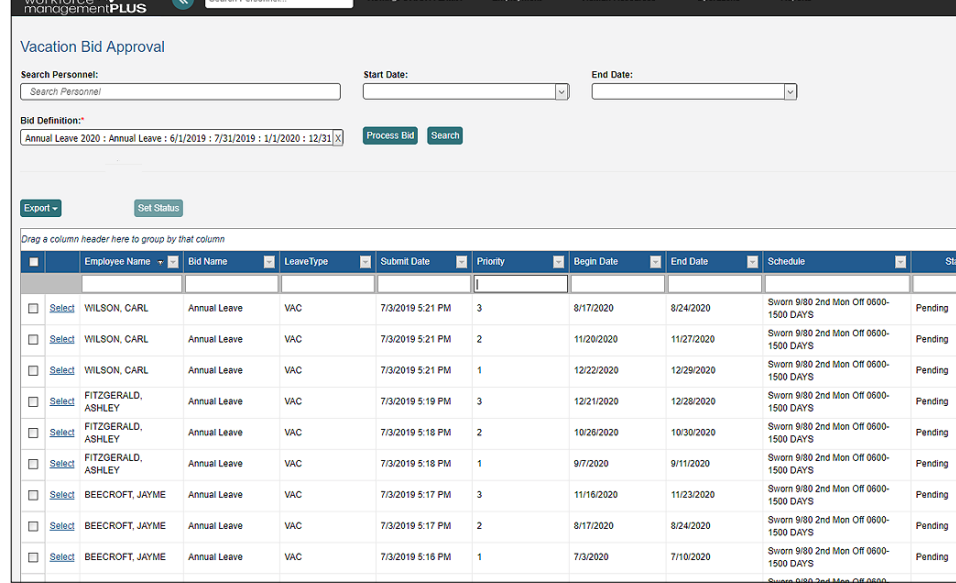 workforce
managementPLUS
«
Search Personnel...
Vacation Bid Approval
Search Personnel: Start Date: End Date:
Search Personnel
Bid Definition:*
Annual Leave 2020 : Annual Leave : 6/1/2019 : 7/31/2019 : 1/1/2020 : 12/31 X Process Bid Search
Export Set Status
Drag a column header here to group by that column
Employee Name Bid Name LeaveType Submit Date Priority Begin Date End Date Schedule Sta
Select WILSON, CARL Annual Leave VAC 7/3/2019 5:21 PM 3 8/17/2020 8/24/2020 Sworn 9/80 2nd Mon Off 0600- Pending
1500 DAYS
Select WILSON, CARL Annual Leave VAC 7/3/2019 5:21 PM 2 11/20/2020 11/27/2020 Sworn 9/80 2nd Mon Off 0600- Pending
1500 DAYS
Select WILSON, CARL Annual Leave VAC 7/3/2019 5:21 PM 1 12/22/2020 12/29/2020 Sworn 9/80 2nd Mon Off 0600- Pending
1500 DAYS
Select FITZGERALD, Annual Leave VAC 7/3/2019 5:19 PM 3 12/21/2020 12/28/2020 Sworn 9/80 2nd Mon Off 0600- Pending
ASHLEY 1500 DAYS
Select FITZGERALD, Annual Leave VAC 7/3/2019 5:18 PM 2 10/26/2020 10/30/2020 Sworn 9/80 2nd Mon Off 0600- Pending
ASHLEY 1500 DAYS
Select FITZGERALD, Annual Leave VAC 7/3/2019 5:18 PM 1 9/7/2020 9/11/2020 Sworn 9/80 2nd Mon Off 0600- Pending
ASHLEY 1500 DAYS
Select BEECROFT, JAYME Annual Leave VAC 7/3/2019 5:17 PM 3 11/16/2020 11/23/2020 Sworn 9/80 2nd Mon Off 0600- Pending
1500 DAYS
Select BEECROFT, JAYME Annual Leave VAC 7/3/2019 5:17 PM 2 8/17/2020 8/24/2020 Sworn 9/80 2nd Mon Off 0600- Pending
1500 DAYS
Select BEECROFT, JAYME Annual Leave VAC 7/3/2019 5:16 PM 1 7/3/2020 7/10/2020 Sworn 9/80 2nd Mon Off 0600- Pending
1500 DAYS
Sworn 9/80 2nd Mon Off 0600-